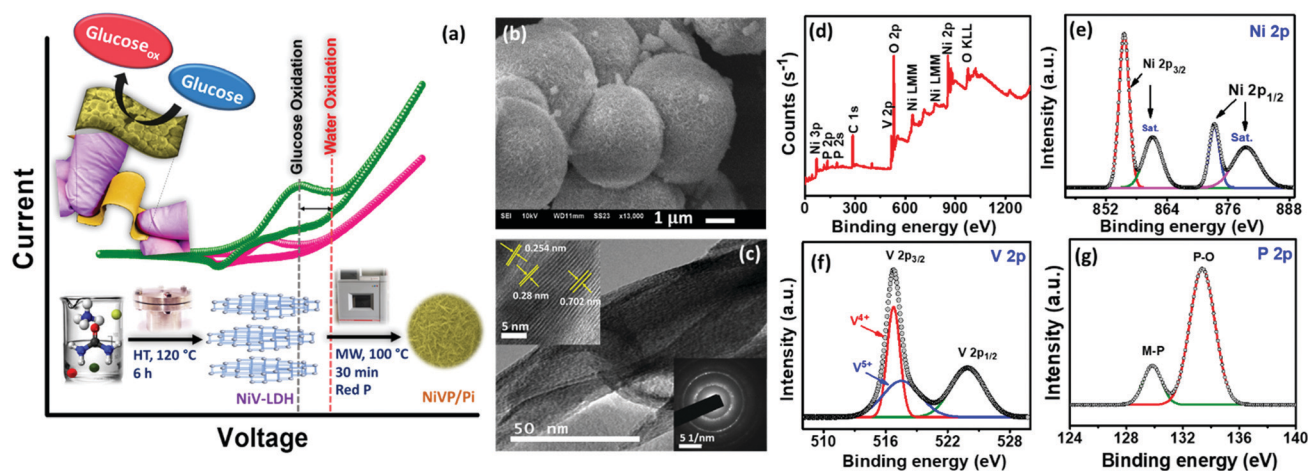 (a)
Glucoseox
Glucose
Glucose Oxidation
Water Oxidation
Current
HT, 120 °C
6 h
MW, 100 °C
30 min
Red P
NiV-LDH
NiVP/Pi
Voltage
(b)
SEI 10kV WD11mm SS23 x13,000 1 µm
(c)
0.254 nm
0.28 nm
0.702 nm
5 nm
50 nm
5 1/nm
(d)
Counts (s-1)
Ni 3p
P 2p
P 2s
C 1s
V 2p
O 2p
Ni LMM
Ni LMM
Ni 2p
O KLL
0 300 600 900 1200
Binding energy (eV)
(e)
Ni 2p
Intensity (a.u.)
Ni 2p3/2
Ni 2p1/2
Sat.
Sat.
852 864 876 888
Binding energy (eV)
(f)
V 2p
V 2p3/2
Intensity (a.u.)
V4+
V5+
V 2p1/2
510 516 522 528
Binding energy (eV)
(g)
P 2p
P-O
Intensity (a.u.)
M-P
124 128 132 136 140
Binding energy (eV)